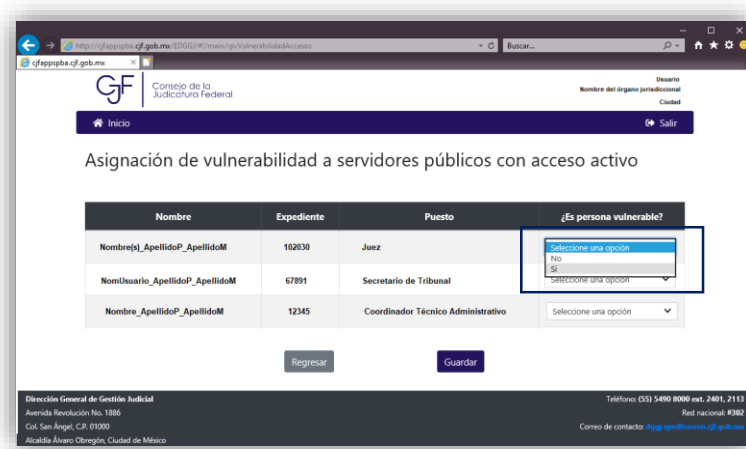 http://cjfappspba.cjf.gob.mx/EDGGJ/#/main/rpvVulnerabilidadAccesos
Buscar...
cjfappspba.cjf.gob.mx
CJF
Consejo de la
Judicatura Federal
Usuario
Nombre del órgano jurisdiccional
Ciudad
Inicio
Salir
Asignación de vulnerabilidad a servidores públicos con acceso activo
Nombre Expediente Puesto ¿Es persona vulnerable?
Nombre(s)_ApellidoP_ApellidoM 102030 Juez Seleccione una opción
No
Sí
NomUsuario_ApellidoP_ApellidoM 67891 Secretario de Tribunal Seleccione una opción
Nombre_ApellidoP_ApellidoM 12345 Coordinador Técnico Administrativo Seleccione una opción
Regresar
Guardar
Dirección General de Gestión Judicial
Avenida Revolución No. 1886
Col. San Ángel, C.P. 01000
Alcaldía Álvaro Obregón, Ciudad de México
Teléfono: (55) 5490 8000 ext. 2401, 2113
Red nacional: #302
Correo de contacto: